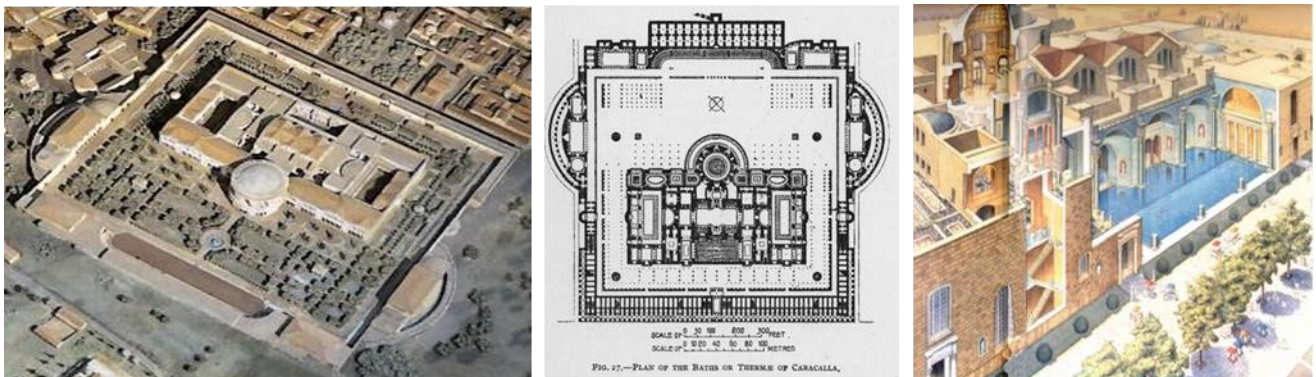 SCALE OF 0 50 100 200 300 FEET.
SCALE OF 0 10 20 40 60 80 100 METRES
FIG. 27.—PLAN OF THE BATHS OR THERMÆ OF CARACALLA.